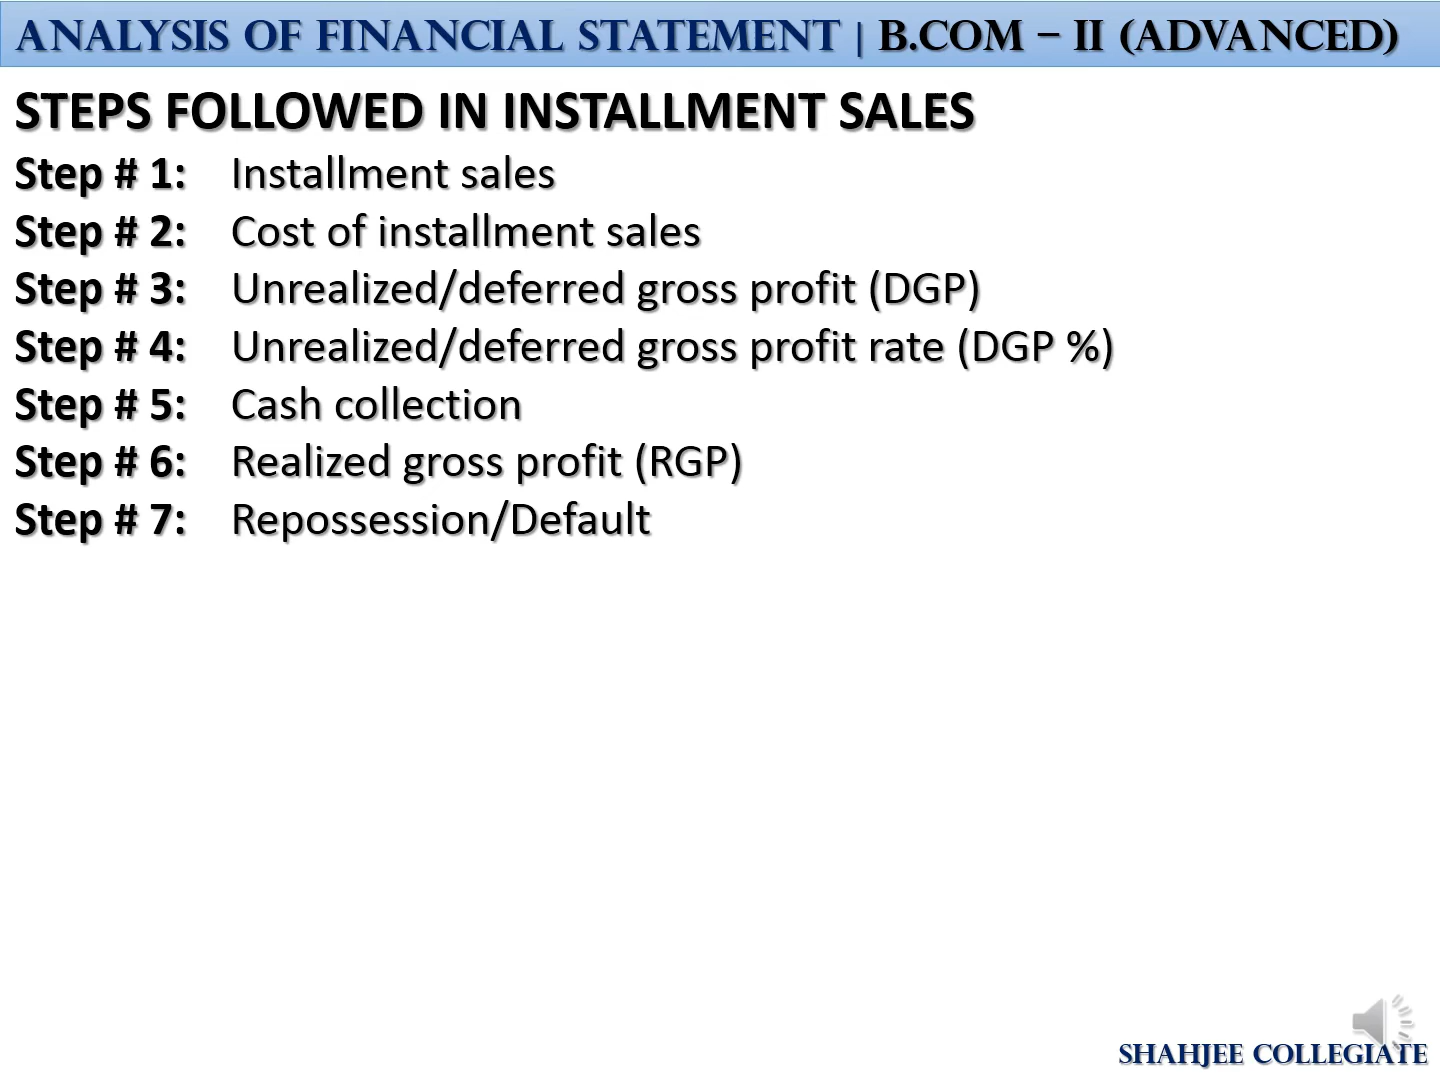 ANALYSIS OF FINANCIAL STATEMENT | B.COM – II (ADVANCED)
STEPS FOLLOWED IN INSTALLMENT SALES
Step # 1: Installment sales
Step # 2: Cost of installment sales
Step # 3: Unrealized/deferred gross profit (DGP)
Step # 4: Unrealized/deferred gross profit rate (DGP %)
Step # 5: Cash collection
Step # 6: Realized gross profit (RGP)
Step # 7: Repossession/Default
SHAHJEE COLLEGIATE